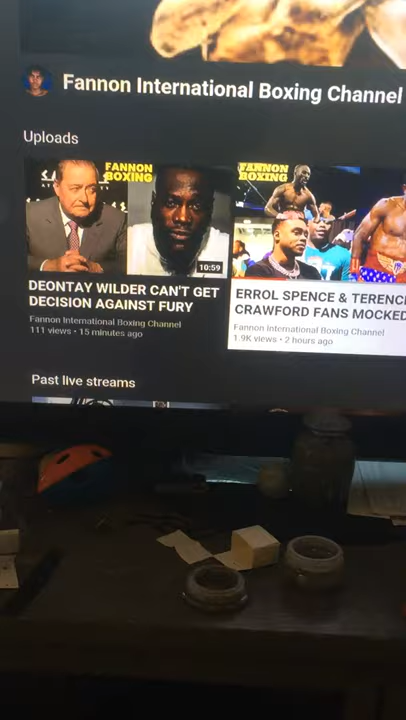 Fannon International Boxing Channel
Uploads
FANNON
BOXING
FANNON
BOXING
10:59
DEONTAY WILDER CAN'T GET
DECISION AGAINST FURY
Fannon International Boxing Channel
111 views • 15 minutes ago
ERROL SPENCE & TERENC
CRAWFORD FANS MOCKED
Fannon International Boxing Channel
1.9K views • 2 hours ago
Past live streams